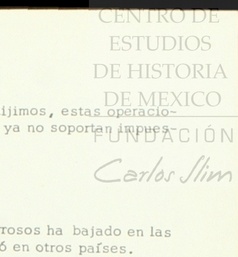 CENTRO DE
ESTUDIOS
DE HISTORIA
DE MEXICO
FUNDACIÓN
Carlos Slim
ijimos, estas operacio-
ya no soportan impues-
rosos ha bajado en las
6 en otros países.